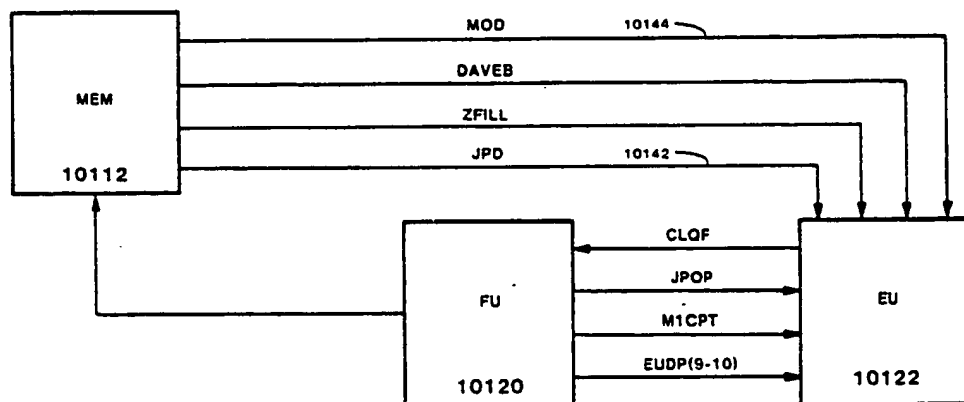 MOD 10144
DAVEB
MEM
ZFILL
JPD 10142
10112
CLQF
JPOP
FU EU
M1CPT
EUDP(9-10)
10120 10122